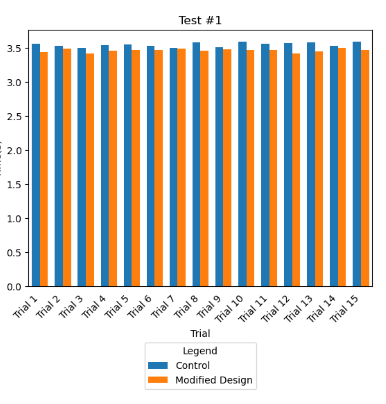 Test #1
3.5
3.0
2.5
2.0
1.5
1.0
0.5
0.0
Trial 1
Trial 2
Trial 3
Trial 4
Trial 5
Trial 6
Trial 7
Trial 8
Trial 9
Trial 10
Trial 11
Trial 12
Trial 13
Trial 14
Trial 15
Trial
Legend
Control
Modified Design